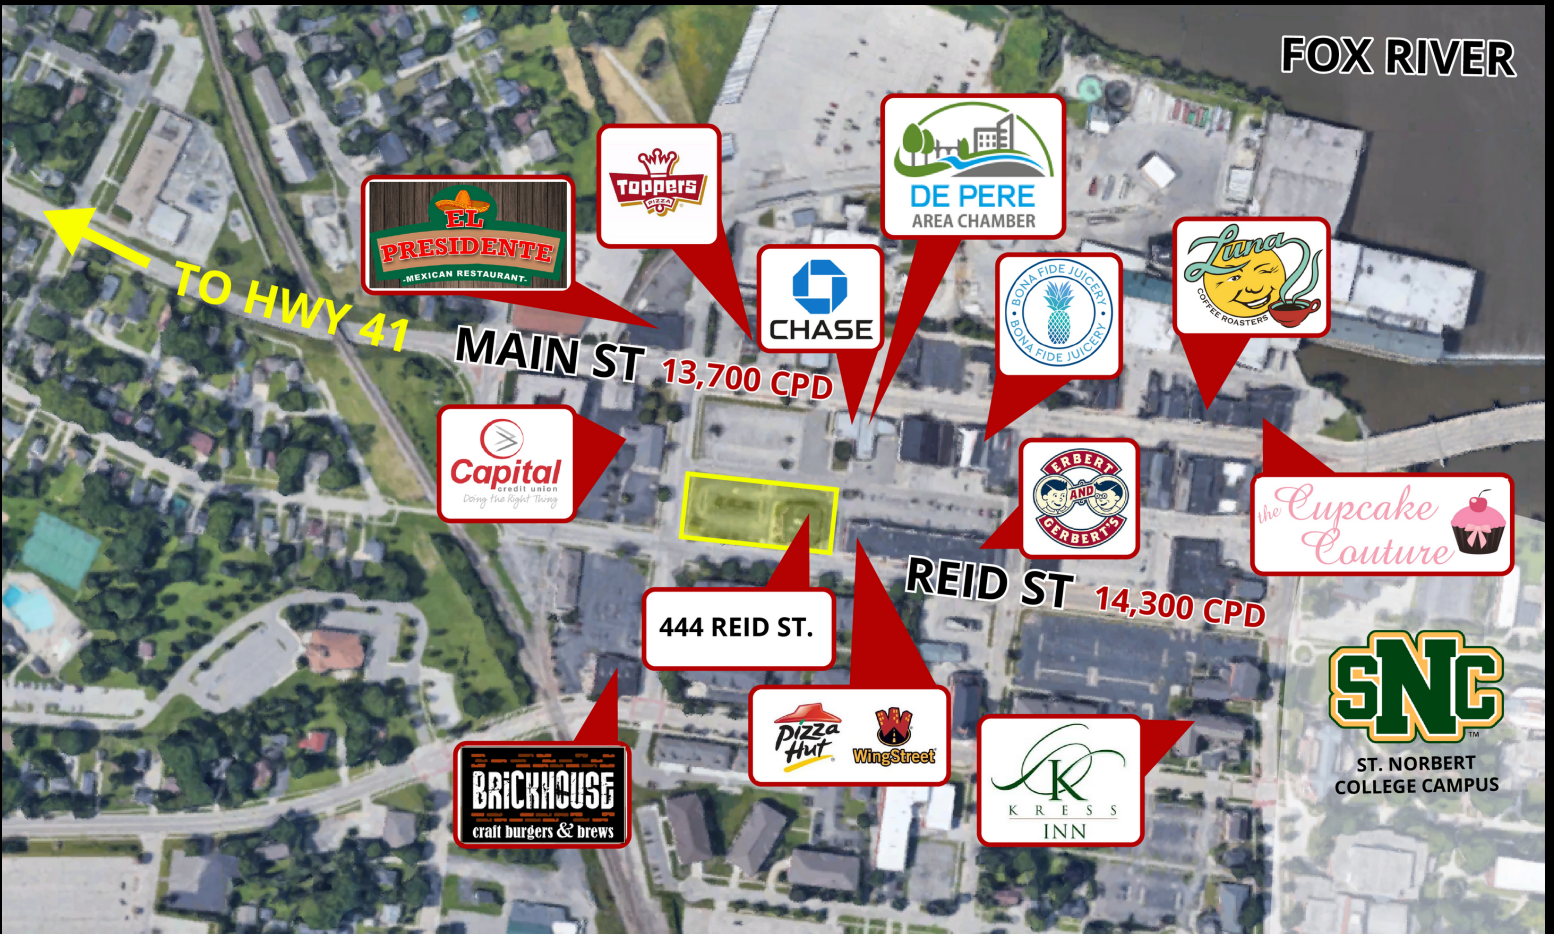 FOX RIVER
DE PERE
AREA CHAMBER
Toppers
PIZZA
EL
PRESIDENTE
-MEXICAN RESTAURANT-
CHASE
BONA FIDE JUICERY
BONA FIDE JUICERY
Luna
COFFEE ROASTERS
TO HWY 41
MAIN ST 13,700 CPD
Capital
credit union
Doing the Right Thing
ERBERT
AND
GERBERT'S
the Cupcake
Couture
REID ST 14,300 CPD
444 REID ST.
SNC
TM
ST. NORBERT
COLLEGE CAMPUS
Pizza
Hut
W
WingStreet
K
KRESS
INN
BRICKHOUSE
craft burgers & brews